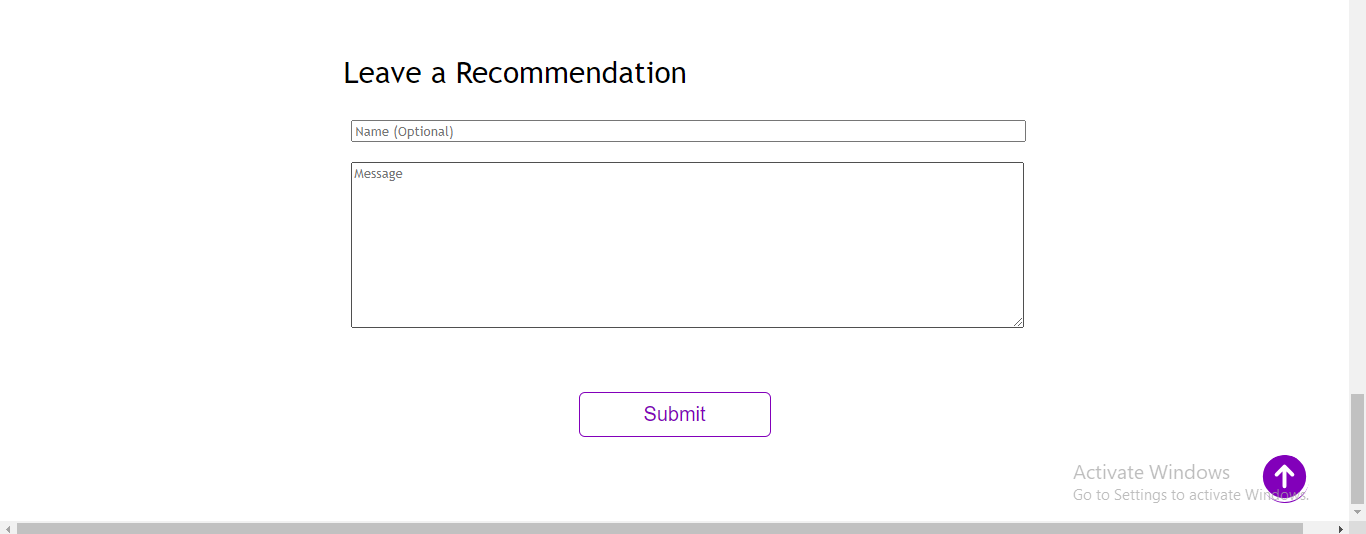 Leave a Recommendation
Name (Optional)
Message
Submit
Activate Windows
Go to Settings to activate Windows.